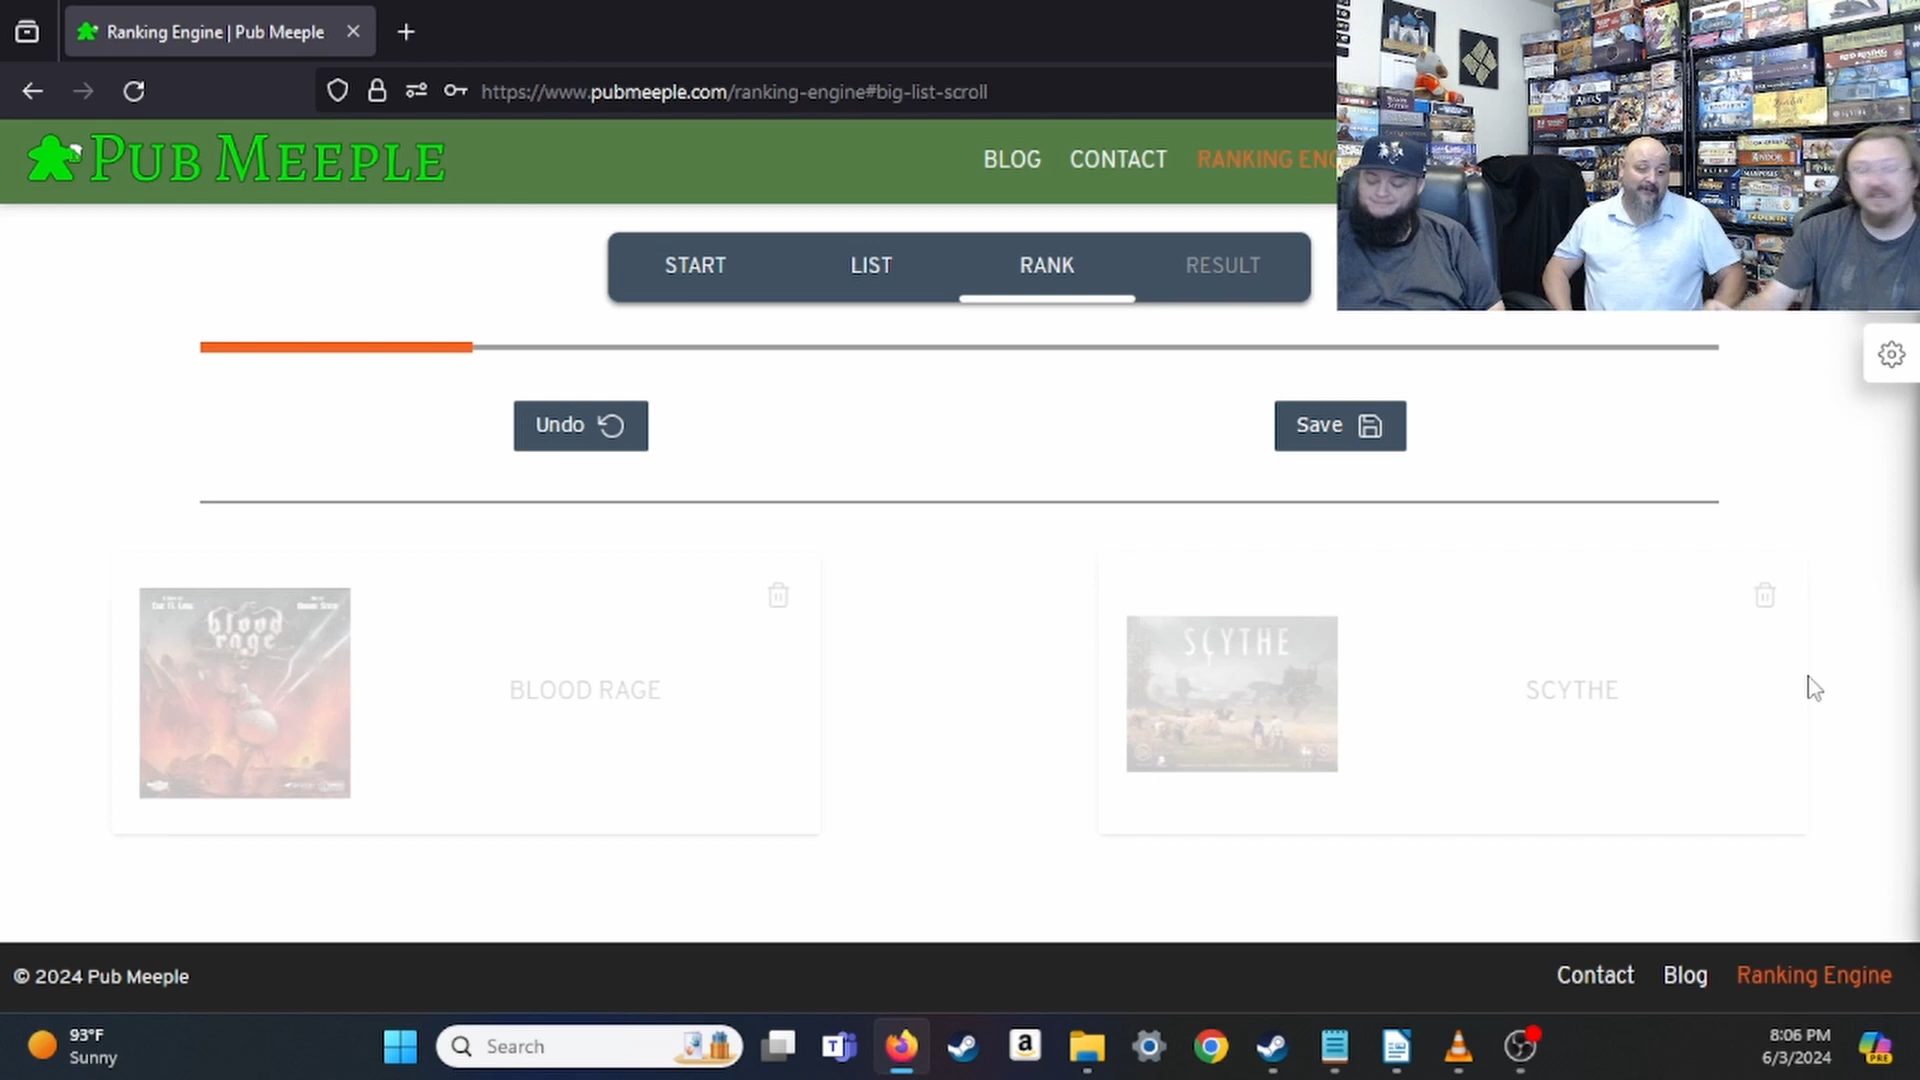 Ranking Engine | Pub Meeple
https://www.pubmeeple.com/ranking-engine#big-list-scroll
PUB MEEPLE
BLOG
CONTACT
RANKING ENG
START
LIST
RANK
RESULT
Undo
Save
blood rage
BLOOD RAGE
SCYTHE
SCYTHE
© 2024 Pub Meeple
Contact
Blog
Ranking Engine
93°F
Sunny
Search
8:06 PM
6/3/2024